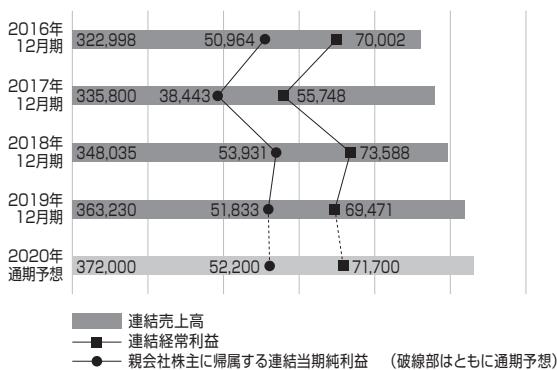 2016年
12月期
322,998 50,964 70,002
2017年
12月期
335,800 38,443 55,748
2018年
12月期
348,035 53,931 73,588
2019年
12月期
363,230 51,833 69,471
2020年
通期予想
372,000 52,200 71,700
連結売上高
連結経常利益
親会社株主に帰属する連結当期純利益 (破線部はともに通期予想)